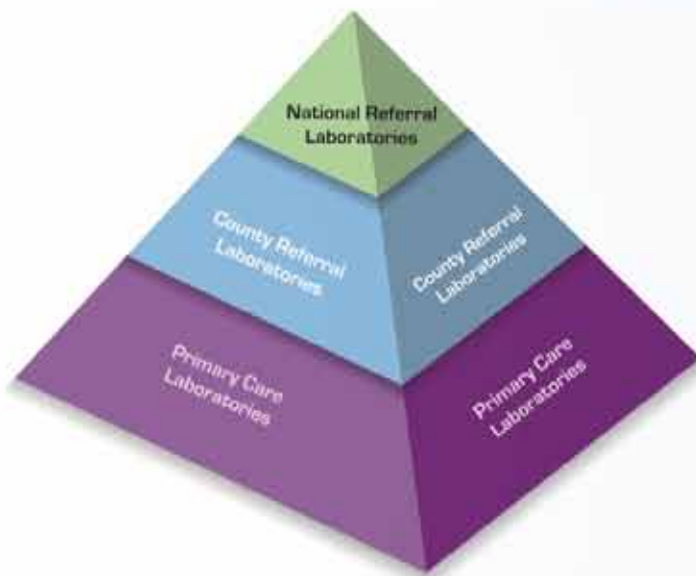 National Referral
Laboratories
County Referral
Laboratories
County Referral
Laboratories
Primary Care
Laboratories
Primary Care
Laboratories